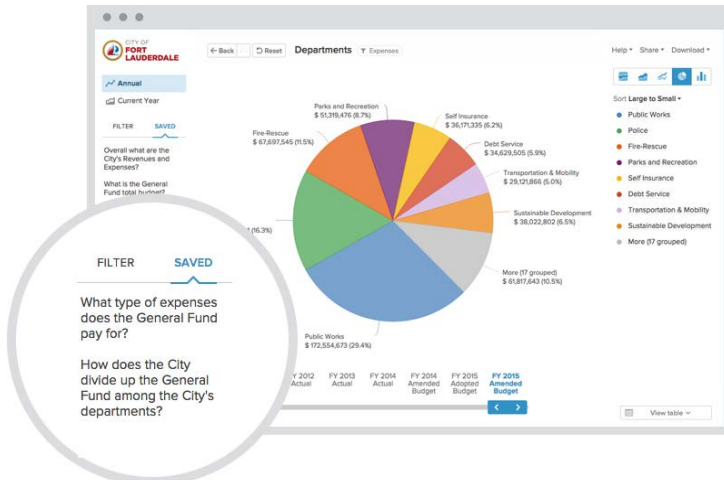 CITY OF
FORT
LAUDERDALE
← Back
Reset
Departments
Expenses
Help
Share
Download
Annual
Current Year
FILTER
SAVED
Overall what are the
City's Revenues and
Expenses?
What is the General
Fund total budget?
Parks and Recreation
$ 51,319,476 (8.7%)
Self Insurance
$ 36,171,335 (6.2%)
Fire-Rescue
$ 67,697,545 (11.5%)
Debt Service
$ 34,629,505 (5.9%)
Transportation & Mobility
$ 29,121,866 (5.0%)
Sustainable Development
$ 38,022,802 (6.5%)
(16.3%)
More (17 grouped)
$ 61,817,643 (10.5%)
Public Works
$ 172,554,673 (29.4%)
Sort Large to Small
Public Works
Police
Fire-Rescue
Parks and Recreation
Self Insurance
Debt Service
Transportation & Mobility
Sustainable Development
More (17 grouped)
FILTER
SAVED
What type of expenses
does the General Fund
pay for?
How does the City
divide up the General
Fund among the City's
departments?
FY 2012
Actual
FY 2013
Actual
FY 2014
Actual
FY 2014
Amended
Budget
FY 2015
Adopted
Budget
FY 2015
Amended
Budget
View table